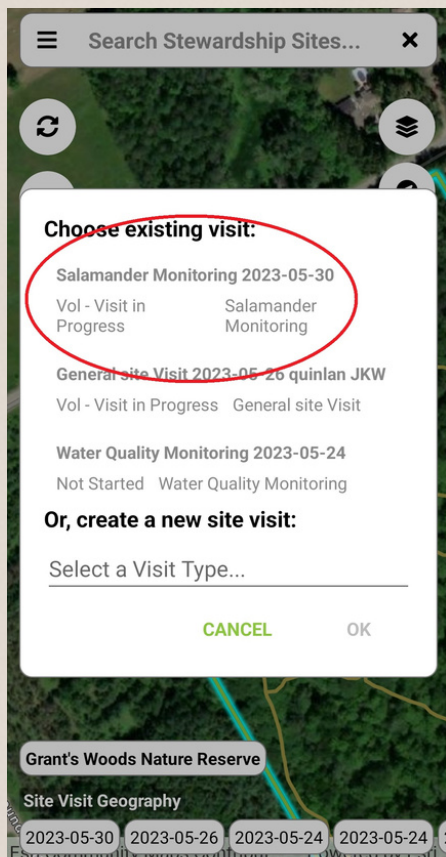 Search Stewardship Sites...
Choose existing visit:
Salamander Monitoring 2023-05-30
Vol - Visit in Progress
Salamander Monitoring
General site Visit 2023-05-26 quinlan JKW
Vol - Visit in Progress General site Visit
Water Quality Monitoring 2023-05-24
Not Started Water Quality Monitoring
Or, create a new site visit:
Select a Visit Type...
CANCEL OK
Grant's Woods Nature Reserve
Site Visit Geography
2023-05-30 2023-05-26 2023-05-24 2023-05-24